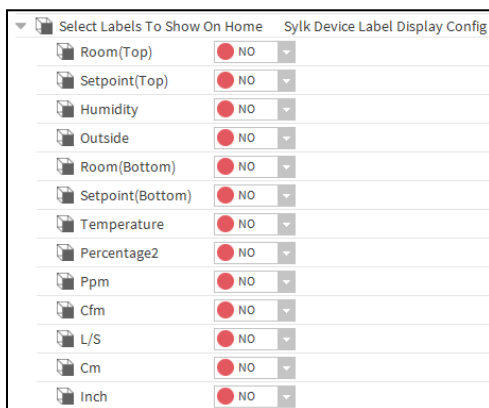 Select Labels To Show On Home Sylk Device Label Display Config
Room(Top) NO
Setpoint(Top) NO
Humidity NO
Outside NO
Room(Bottom) NO
Setpoint(Bottom) NO
Temperature NO
Percentage2 NO
Ppm NO
Cfm NO
L/S NO
Cm NO
Inch NO